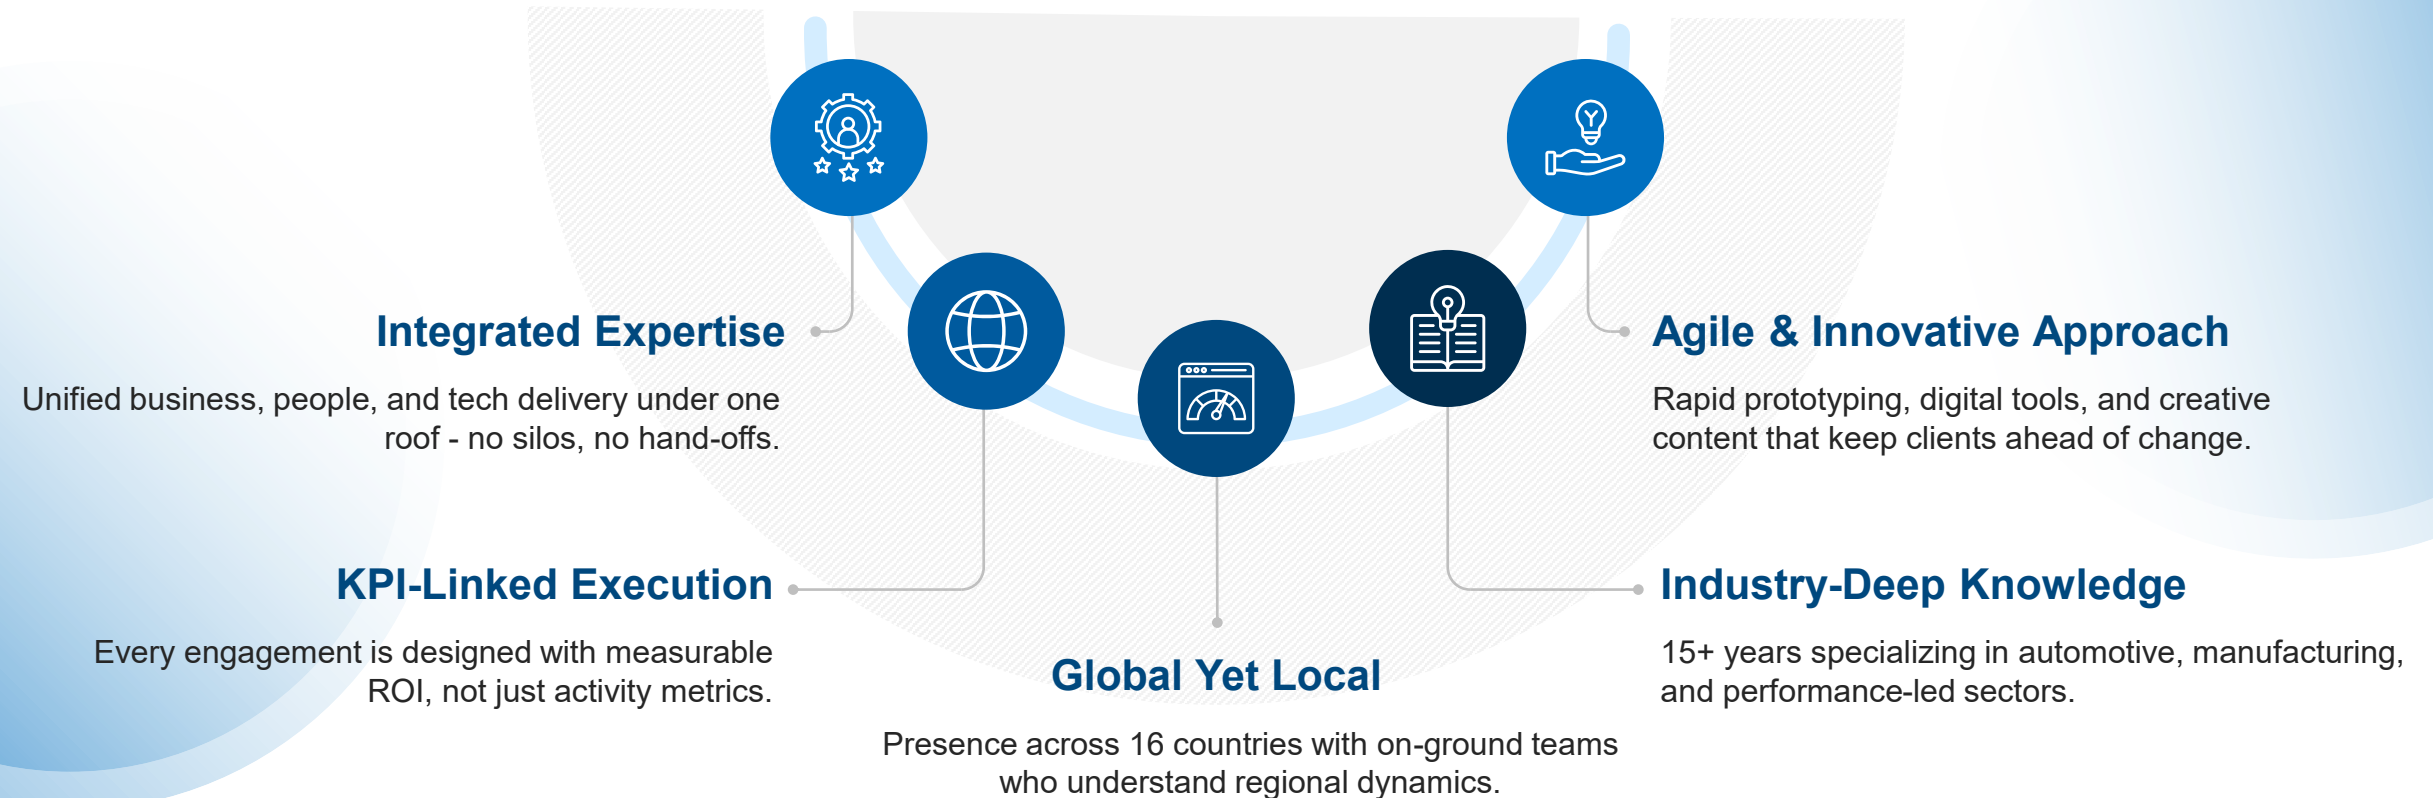 Integrated Expertise
Unified business, people, and tech delivery under one
roof - no silos, no hand-offs.
KPI-Linked Execution
Every engagement is designed with measurable
ROI, not just activity metrics.
Global Yet Local
Presence across 16 countries with on-ground teams
who understand regional dynamics.
Industry-Deep Knowledge
15+ years specializing in automotive, manufacturing,
and performance-led sectors.
Agile & Innovative Approach
Rapid prototyping, digital tools, and creative
content that keep clients ahead of change.